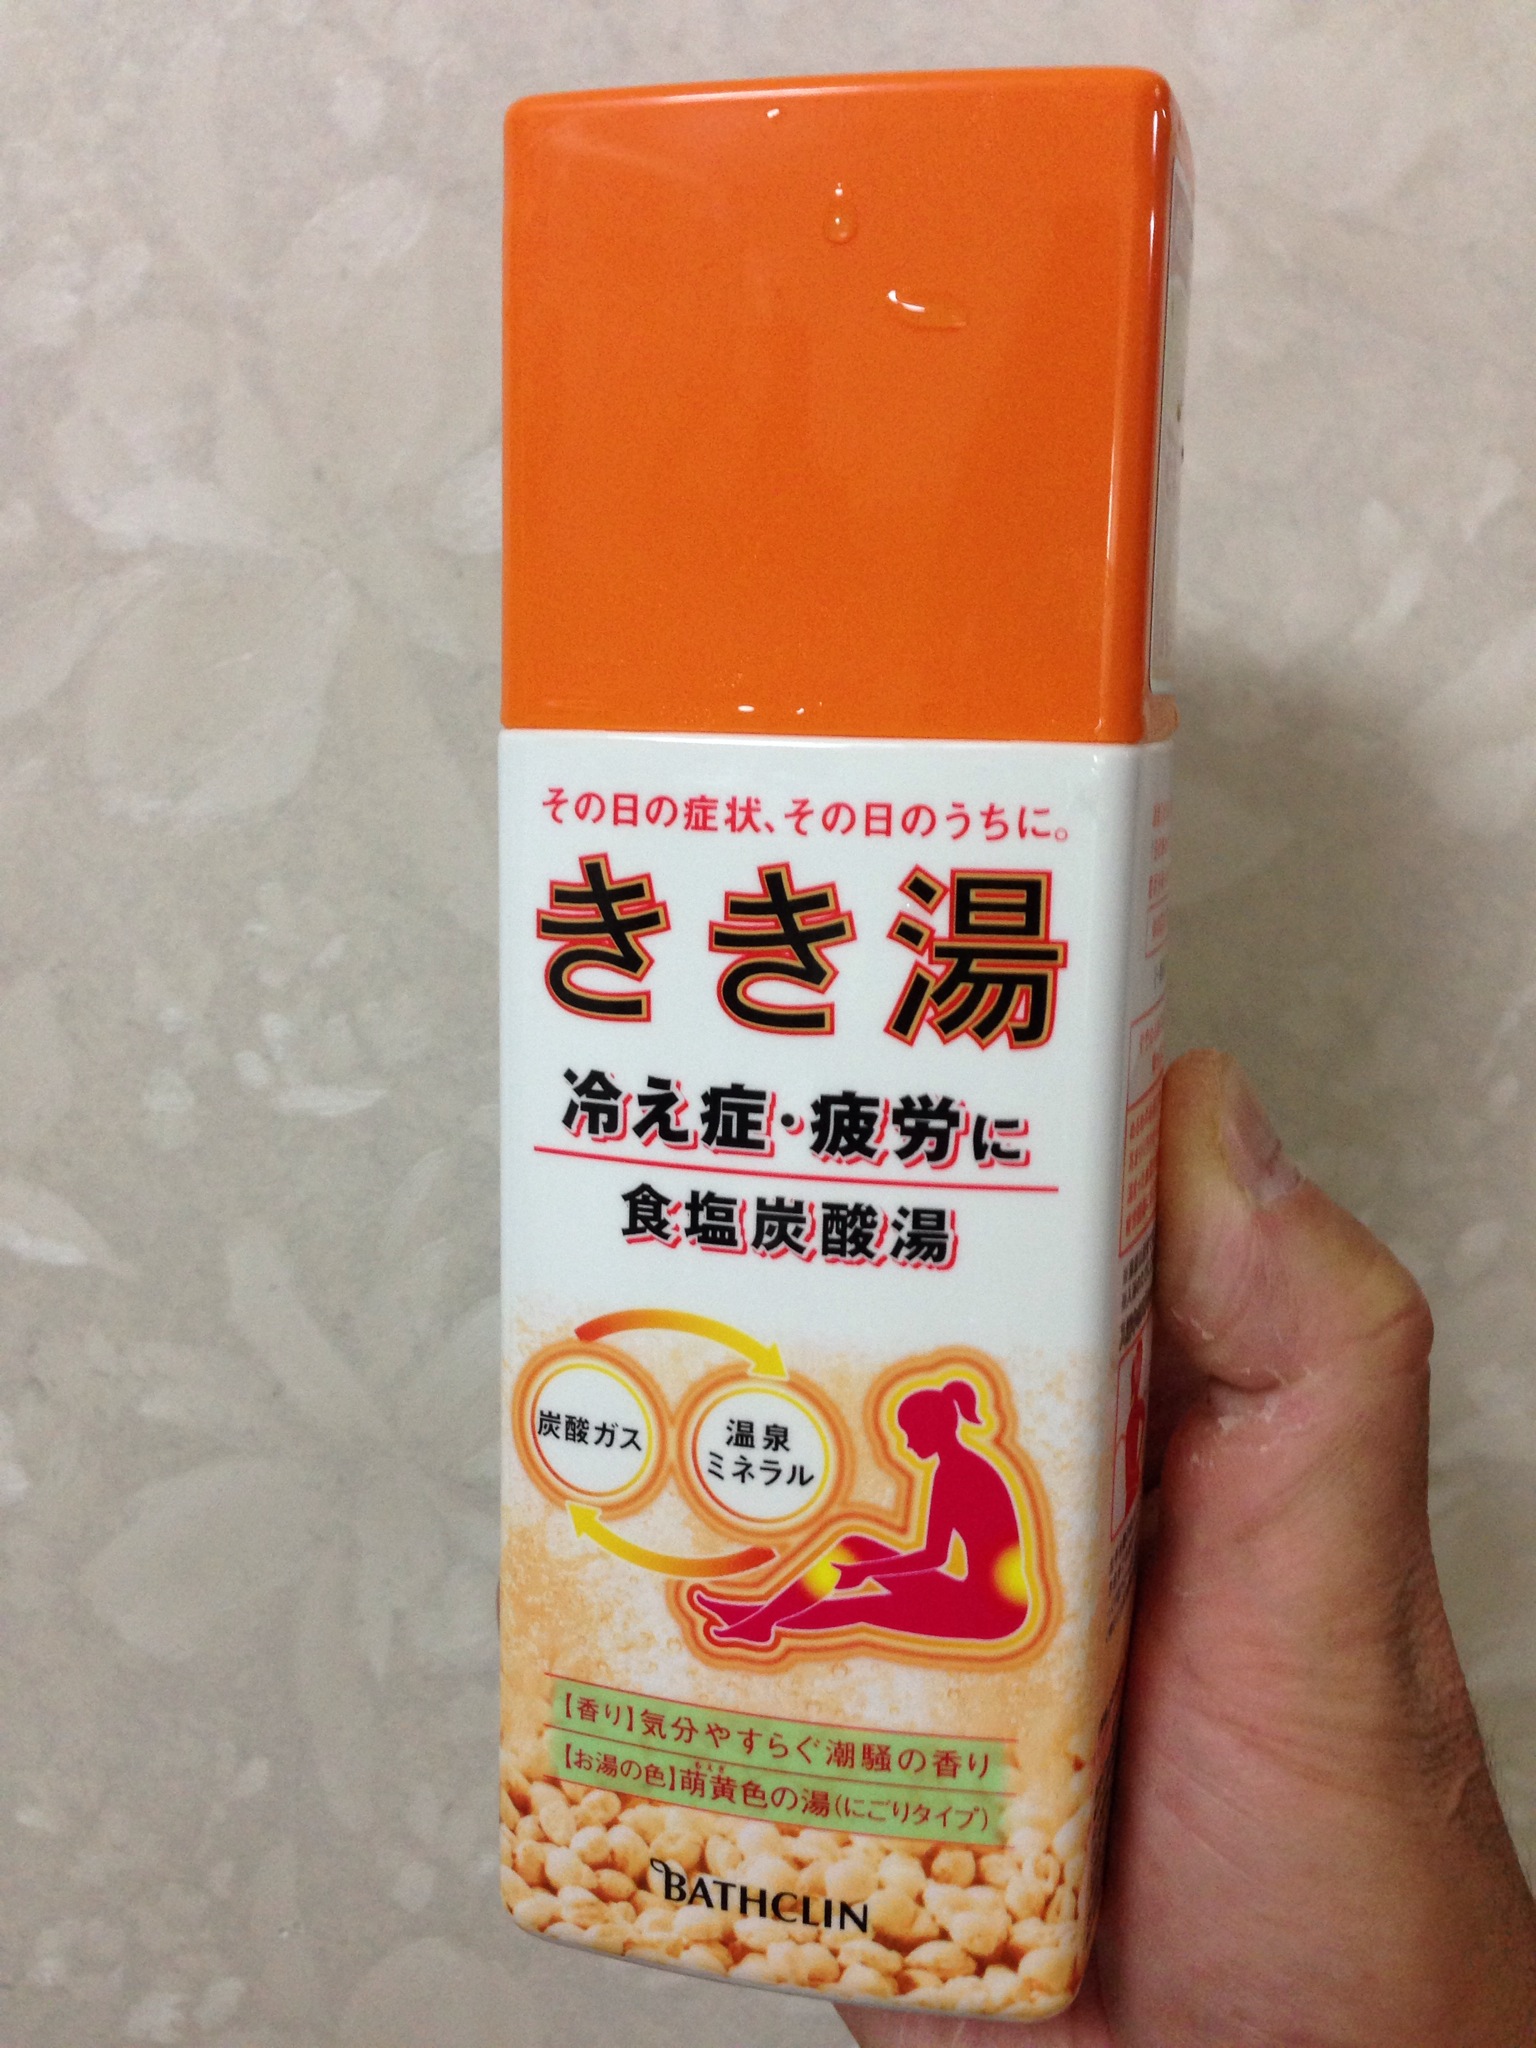 その日の症状、その日のうちに。
きき湯
冷え症・疲労に
食塩炭酸湯
炭酸ガス
温泉
ミネラル
【香り】気分やすらぐ潮騒の香り
もえぎ
【お湯の色】萌黄色の湯(にごりタイプ)
BATHCLIN